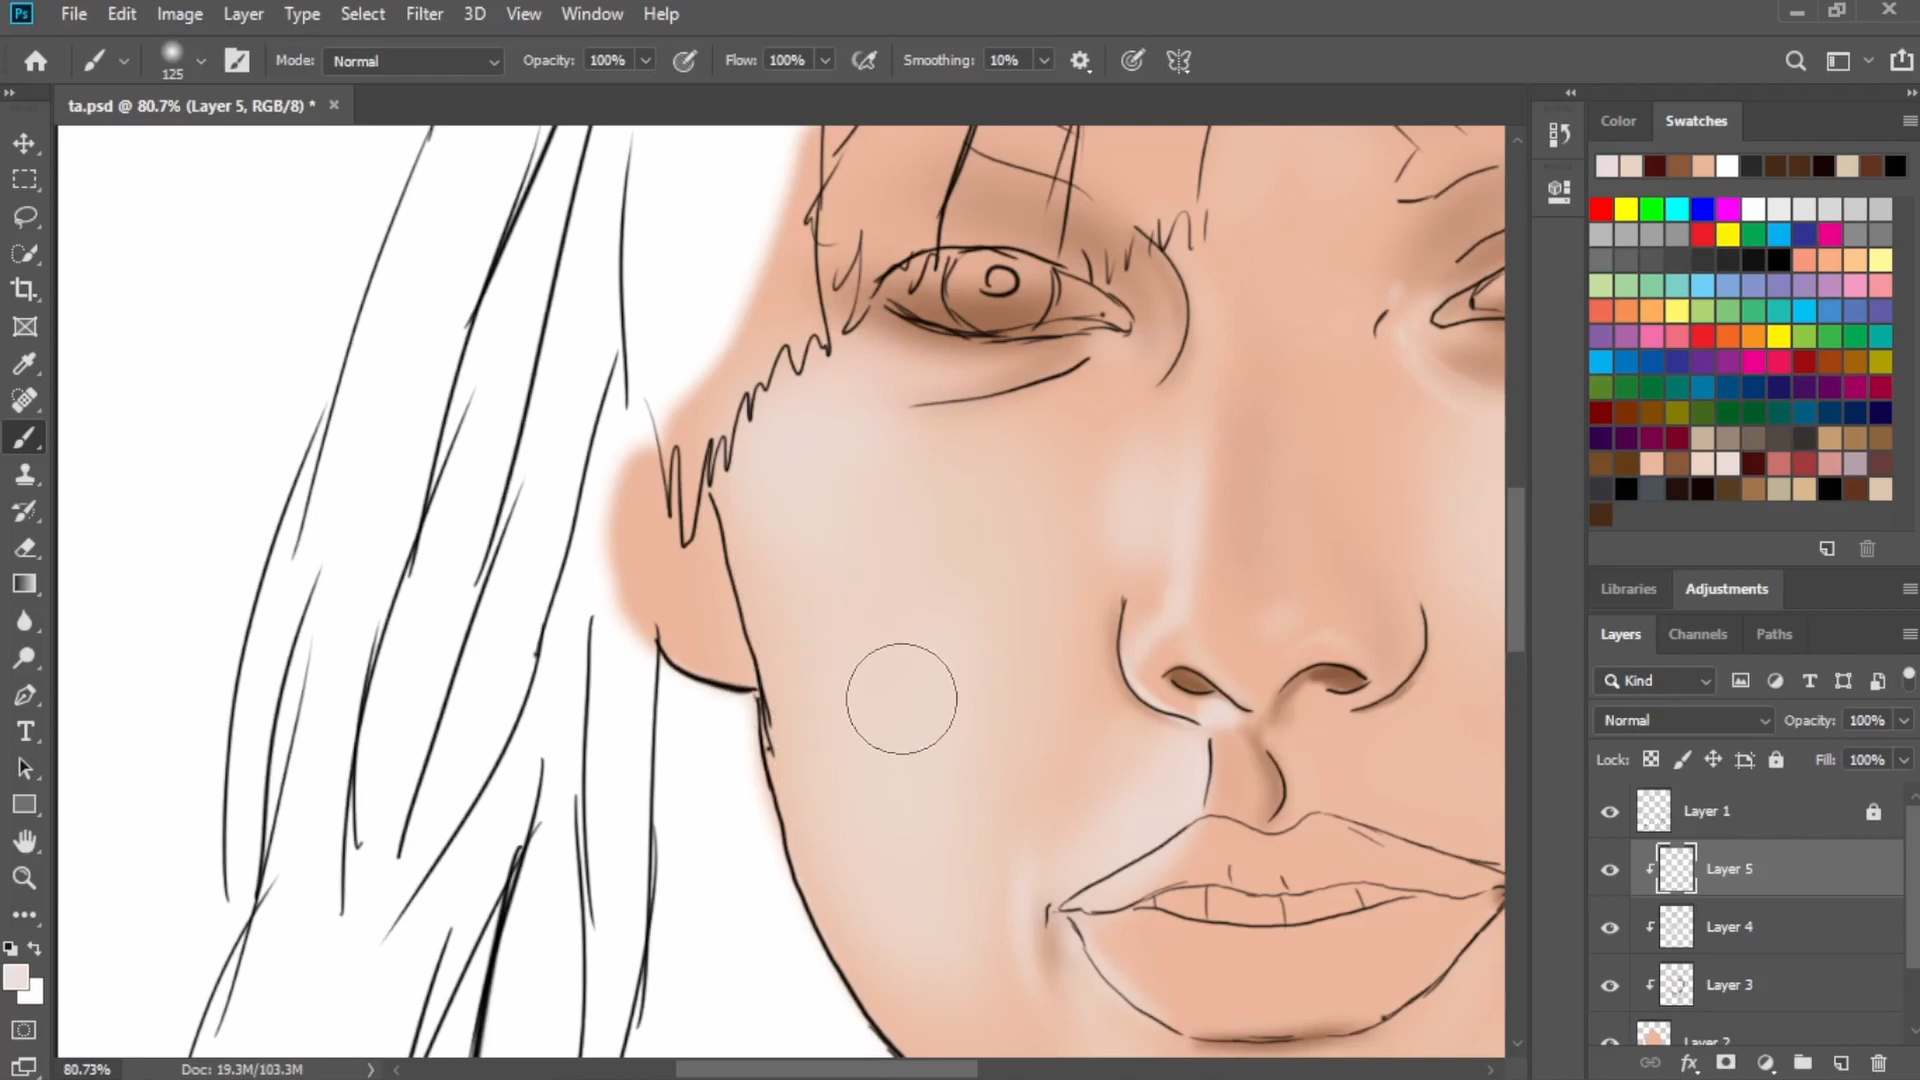 Ps File Edit Image Layer Type Select Filter 3D View Window Help
125 Mode: Normal Opacity: 100% Flow: 100% Smoothing: 10%
ta.psd @ 80.7% (Layer 5, RGB/8) *
Color Swatches
Libraries Adjustments
Layers Channels Paths
Kind
Normal Opacity: 100%
Lock: Fill: 100%
Layer 1
Layer 5
Layer 4
Layer 3
Layer 2
80.73% Doc: 19.3M/103.3M